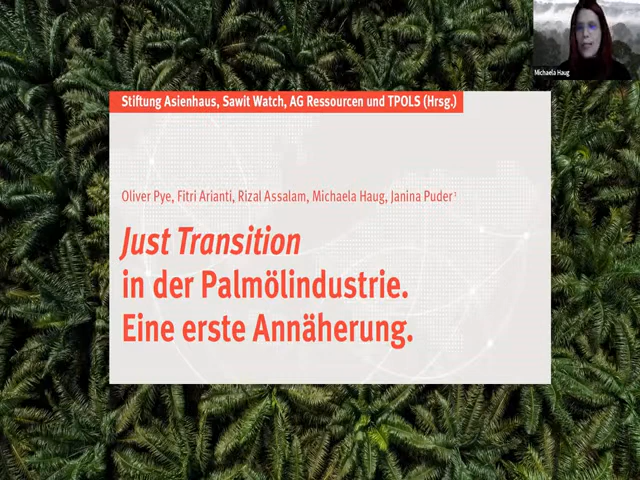 Michaela Haug
Stiftung Asienhaus, Sawit Watch, AG Ressourcen und TPOLS (Hrsg.)
Oliver Pye, Fitri Arianti, Rizal Assalam, Michaela Haug, Janina Puder¹
Just Transition
in der Palmölindustrie.
Eine erste Annäherung.